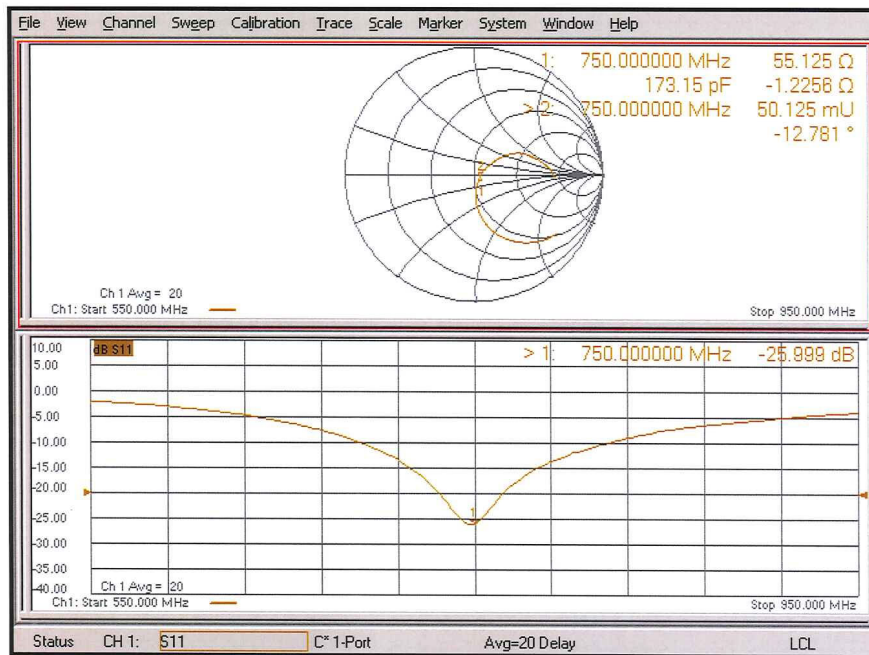 File View Channel Sweep Calibration Trace Scale Marker System Window Help
1: 750.000000 MHz 55.125 Ω
173.15 pF -1.2256 Ω
> 2: 750.000000 MHz 50.125 mU
-12.781 °
Ch 1 Avg = 20
Ch1: Start 550.000 MHz
Stop 950.000 MHz
10.00
5.00
0.00
-5.00
-10.00
-15.00
-20.00
-25.00
-30.00
-35.00
-40.00
dB S11
> 1: 750.000000 MHz -25.999 dB
1
Ch 1 Avg = 20
Ch1: Start 550.000 MHz
Stop 950.000 MHz
Status CH 1: S11 C* 1-Port Avg=20 Delay LCL